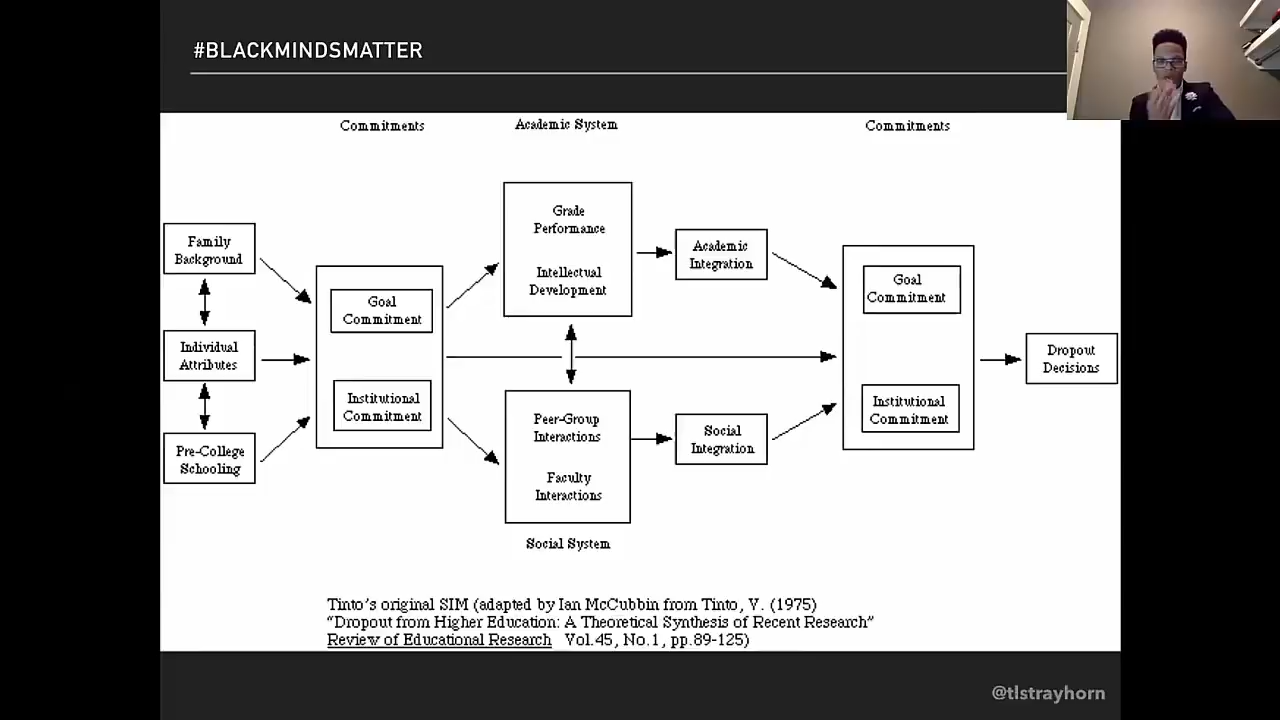 #BLACKMINDSMATTER
Commitments
Academic System
Commitments
Family
Background
Individual
Attributes
Pre-College
Schooling
Goal
Commitment
Institutional
Commitment
Grade
Performance
Intellectual
Development
Peer-Group
Interactions
Faculty
Interactions
Social System
Academic
Integration
Social
Integration
Goal
Commitment
Institutional
Commitment
Dropout
Decisions
Tinto's original SIM (adapted by Ian McCubbin from Tinto, V. (1975)
“Dropout from Higher Education: A Theoretical Synthesis of Recent Research”
Review of Educational Research Vol.45, No.1, pp.89-125)
@tlstrayhorn